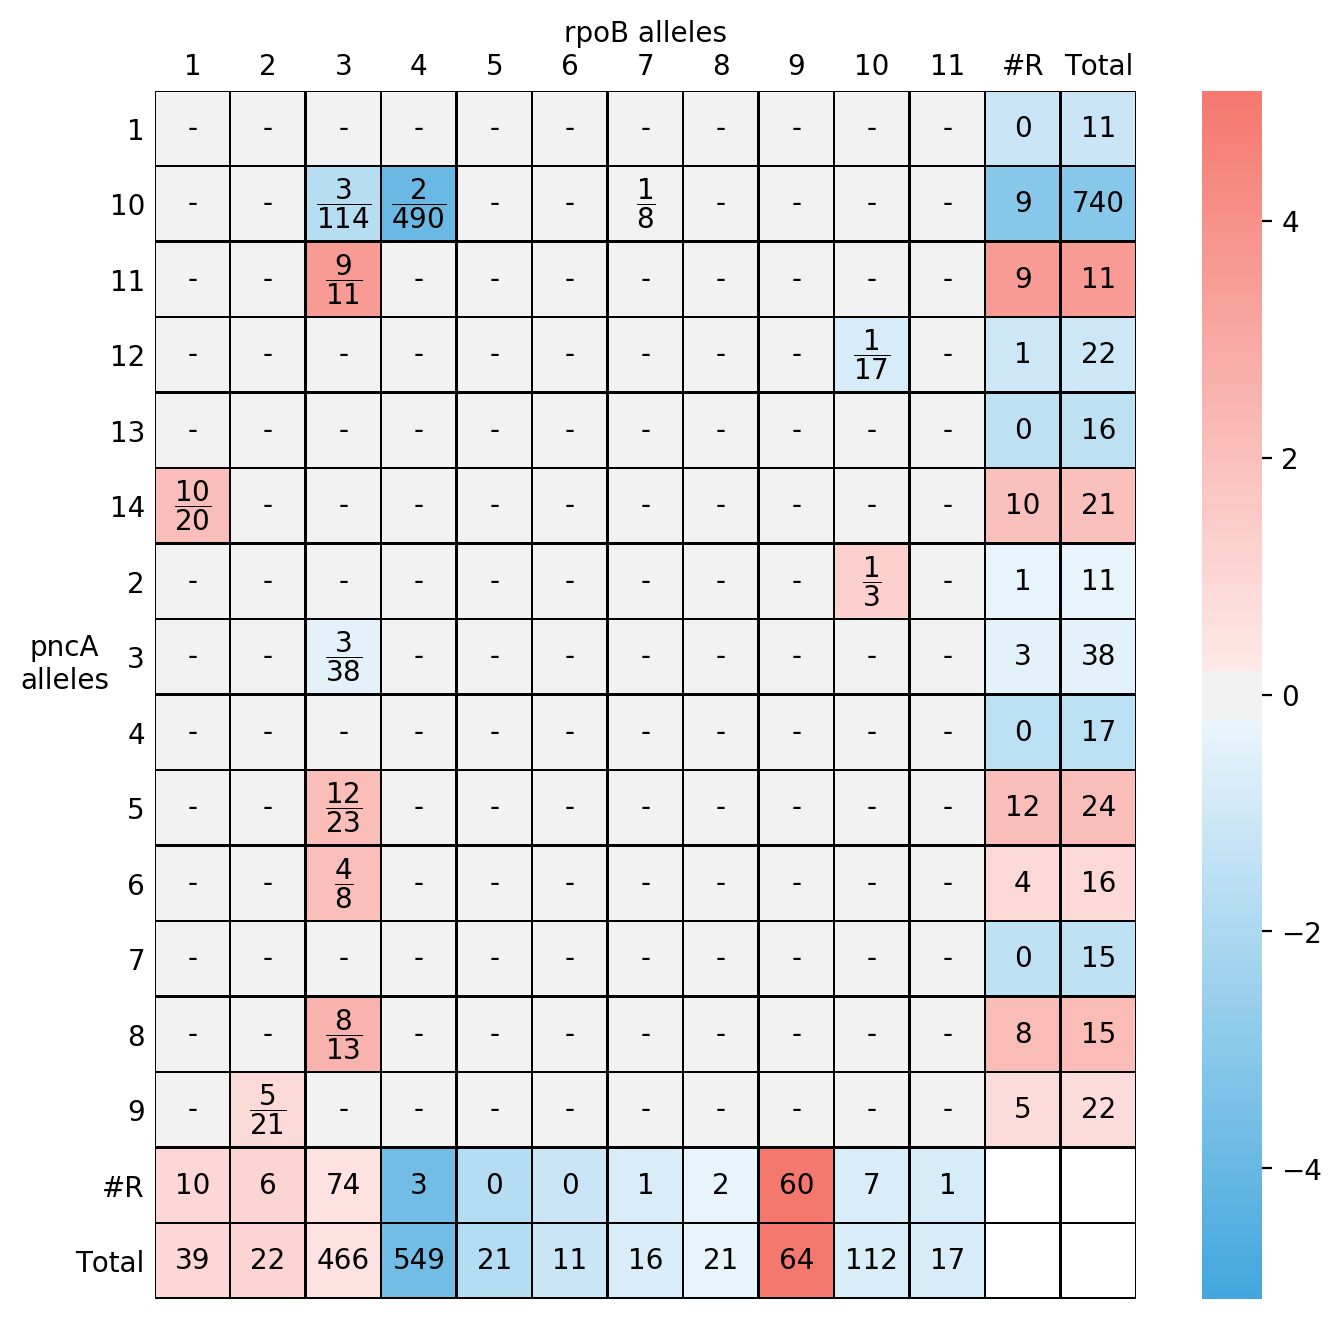 rpoB alleles
1 2 3 4 5 6 7 8 9 10 11 #R Total
1 - - - - - - - - - - - 0 11
10 - - 3/114 2/490 - - 1/8 - - - - 9 740
11 - - 9/11 - - - - - - - - 9 11
12 - - - - - - - - - 1/17 - 1 22
13 - - - - - - - - - - - 0 16
14 10/20 - - - - - - - - - - 10 21
2 - - - - - - - - - 1/3 - 1 11
pncA
alleles
3 - - 3/38 - - - - - - - - 3 38
4 - - - - - - - - - - - 0 17
5 - - 12/23 - - - - - - - - 12 24
6 - - 4/8 - - - - - - - - 4 16
7 - - - - - - - - - - - 0 15
8 - - 8/13 - - - - - - - - 8 15
9 - 5/21 - - - - - - - - - 5 22
#R 10 6 74 3 0 0 1 2 60 7 1
Total 39 22 466 549 21 11 16 21 64 112 17
4
2
0
−2
−4